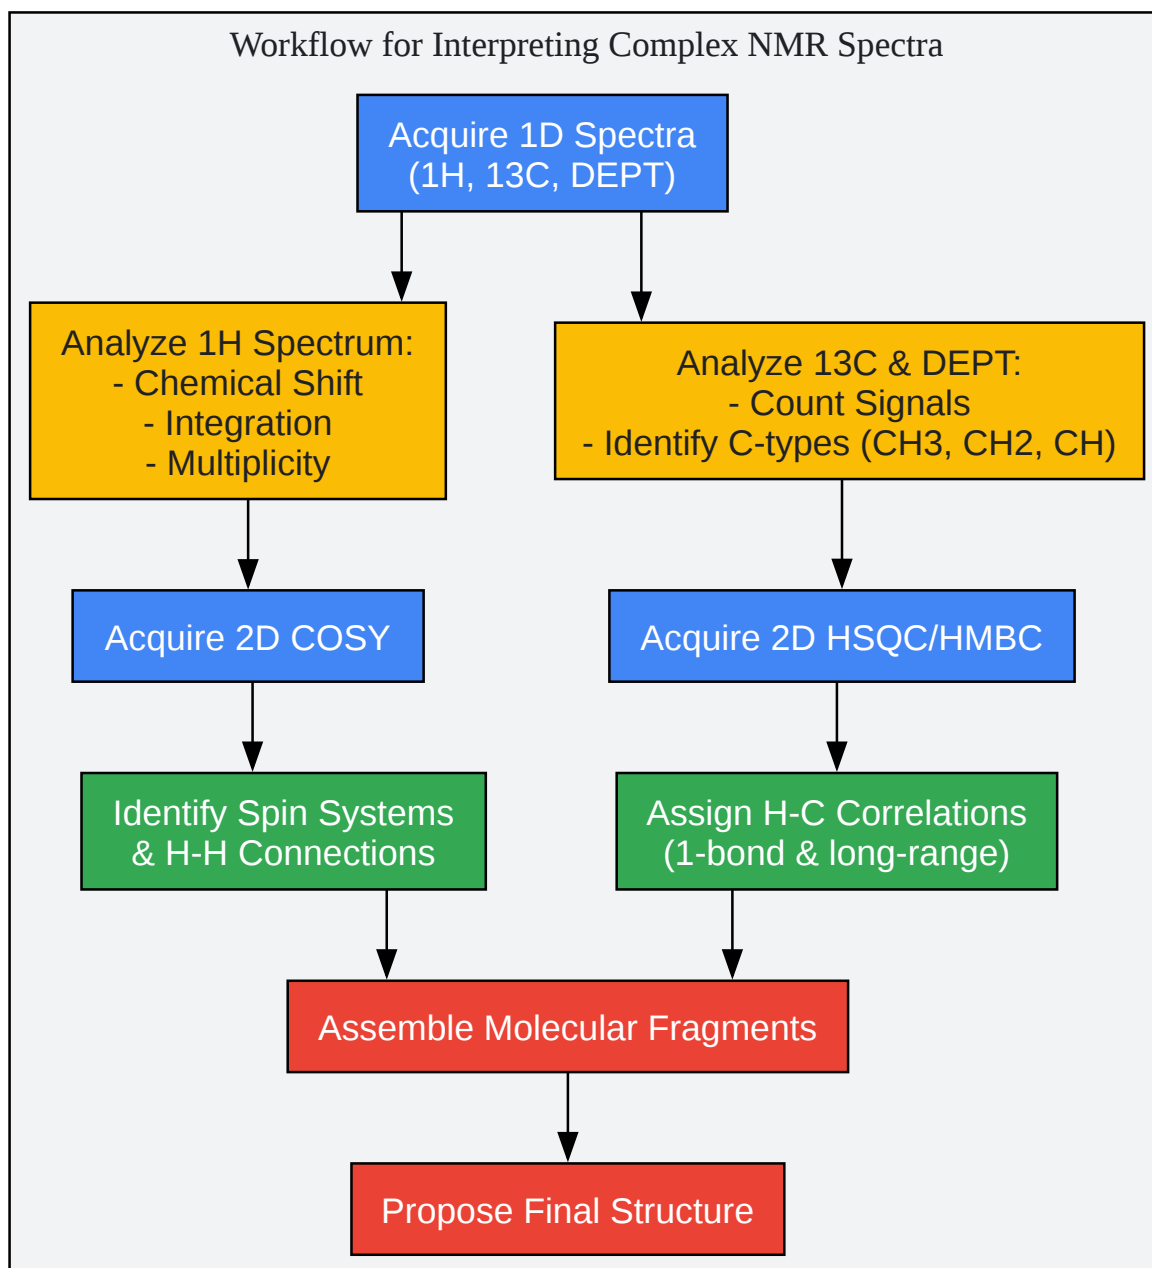 Workflow for Interpreting Complex NMR Spectra
Acquire 1D Spectra
(1H, 13C, DEPT)
Analyze 1H Spectrum:
- Chemical Shift
- Integration
- Multiplicity
Analyze 13C & DEPT:
- Count Signals
- Identify C-types (CH3, CH2, CH)
Acquire 2D COSY
Acquire 2D HSQC/HMBC
Identify Spin Systems
& H-H Connections
Assign H-C Correlations
(1-bond & long-range)
Assemble Molecular Fragments
Propose Final Structure